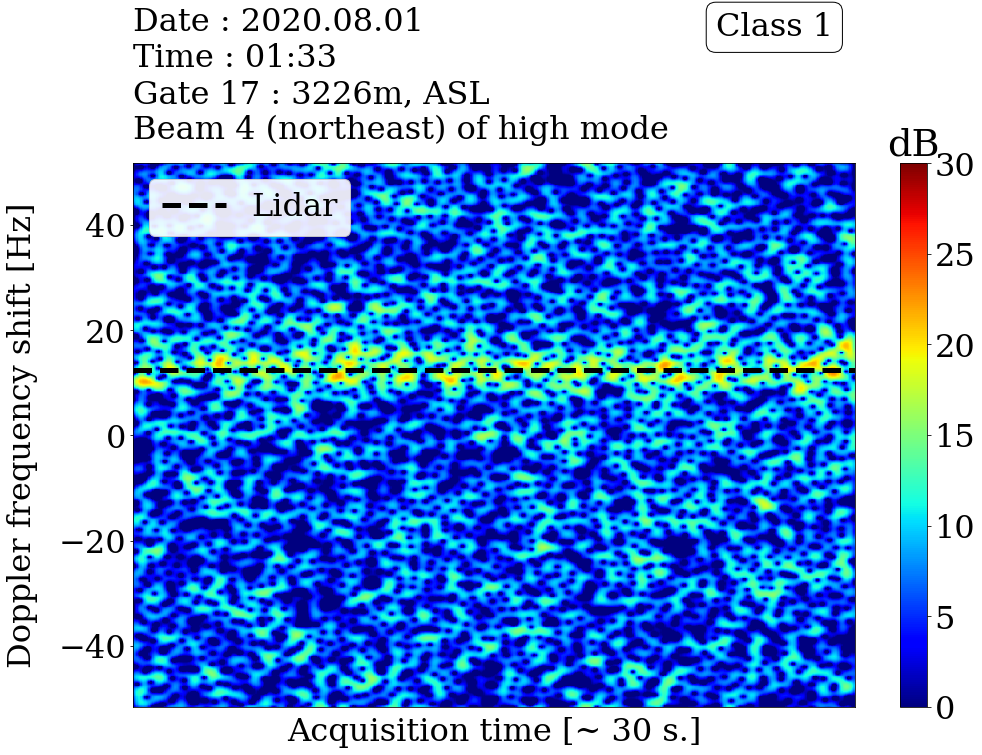 Date : 2020.08.01
Time : 01:33
Gate 17 : 3226m, ASL
Beam 4 (northeast) of high mode
Class 1
dB
Lidar
Doppler frequency shift [Hz]
40
20
0
−20
−40
30
25
20
15
10
5
0
Acquisition time [~ 30 s.]